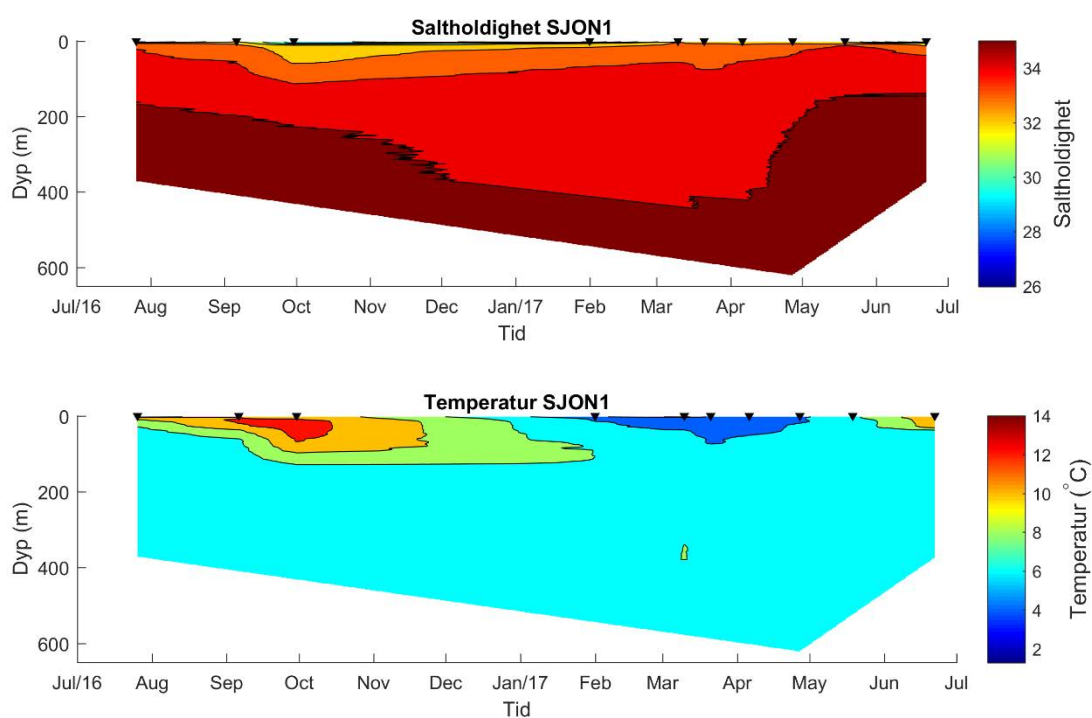 Saltholdighet SJON1
0
200
400
600
Dyp (m)
Jul/16 Aug Sep Oct Nov Dec Jan/17 Feb Mar Apr May Jun Jul
Tid
34
32
30
28
26
Saltholdighet
Temperatur SJON1
0
200
400
600
Dyp (m)
Jul/16 Aug Sep Oct Nov Dec Jan/17 Feb Mar Apr May Jun Jul
Tid
14
12
10
8
6
4
2
Temperatur (°C)